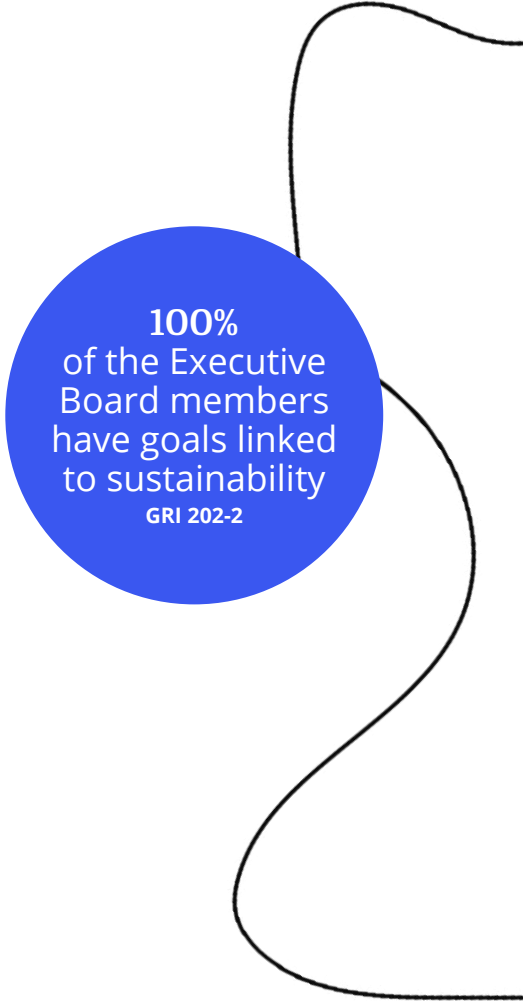 100%
of the Executive
Board members
have goals linked
to sustainability
GRI 202-2